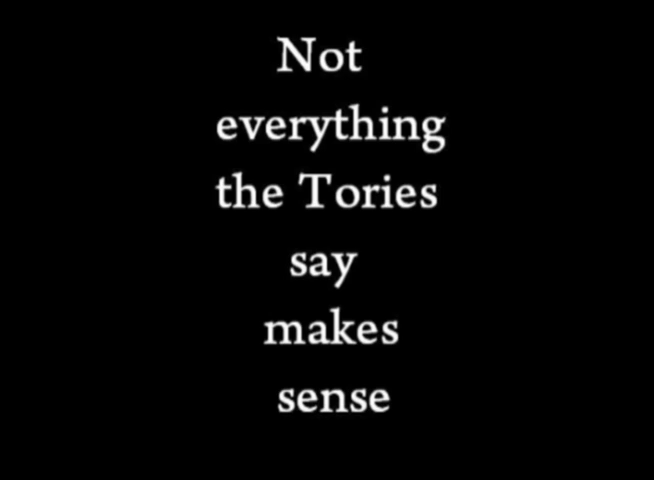 Not
everything
the Tories
say
makes
sense